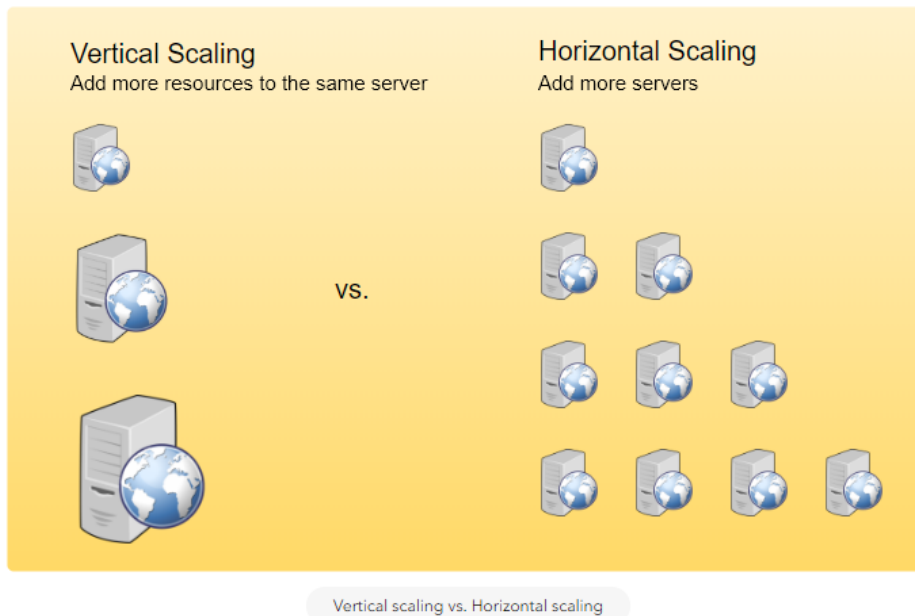 Vertical Scaling
Add more resources to the same server
vs.
Horizontal Scaling
Add more servers
Vertical scaling vs. Horizontal scaling